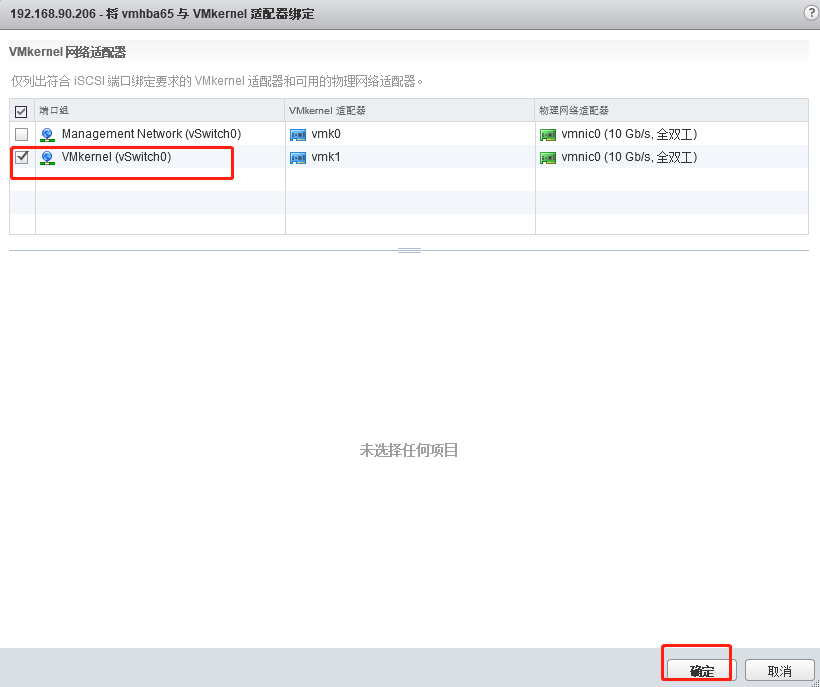 192.168.90.206 - 将 vmhba65 与 VMkernel 适配器绑定
?
VMkernel 网络适配器
仅列出符合 iSCSI 端口绑定要求的 VMkernel 适配器和可用的物理网络适配器。
端口组 VMkernel 适配器 物理网络适配器
Management Network (vSwitch0) vmk0 vmnic0 (10 Gb/s, 全双工)
VMkernel (vSwitch0) vmk1 vmnic0 (10 Gb/s, 全双工)
未选择任何项目
确定 取消